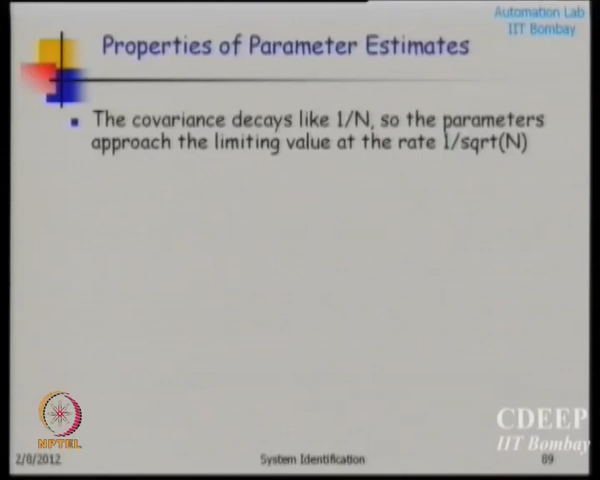 Automation Lab
IIT Bombay
Properties of Parameter Estimates
The covariance decays like 1/N, so the parameters
approach the limiting value at the rate 1/sqrt(N)
NPTEL
CDEEP
IIT Bombay
2/8/2012
System Identification
89